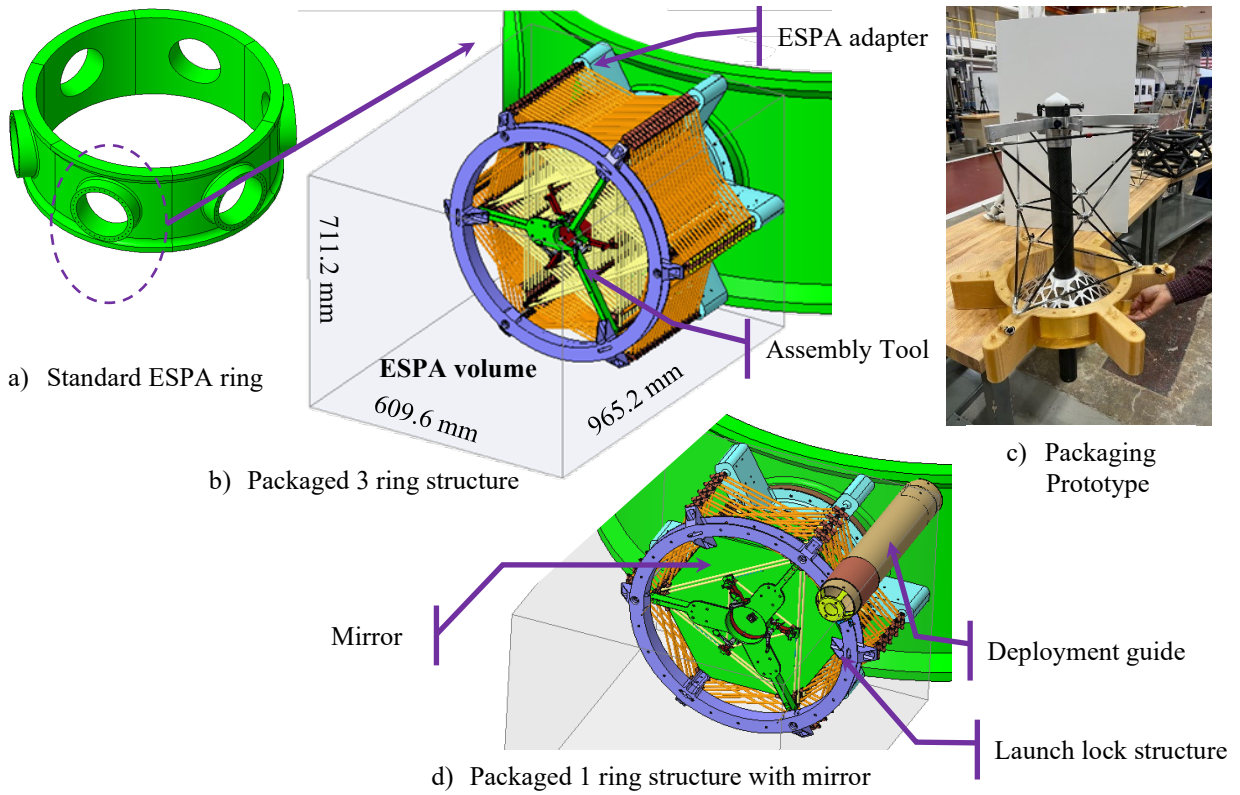 ESPA adapter
711.2 mm
Assembly Tool
ESPA volume
609.6 mm
965.2 mm
a) Standard ESPA ring
b) Packaged 3 ring structure
c) Packaging
Prototype
Mirror
Deployment guide
Launch lock structure
d) Packaged 1 ring structure with mirror